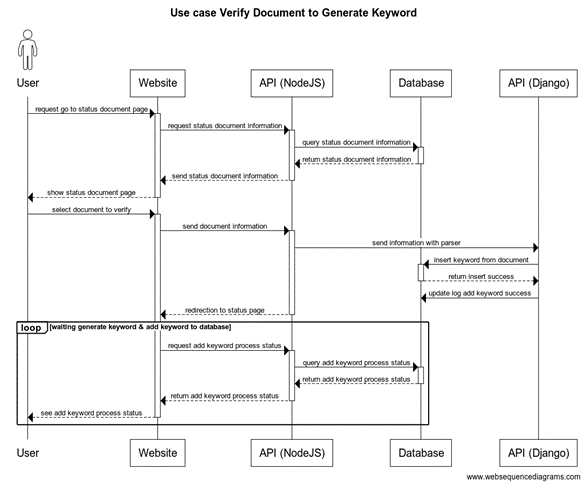 Use case Verify Document to Generate Keyword
User
Website
API (NodeJS)
Database
API (Django)
request go to status document page
request status document information
query status document information
return status document information
send status document information
show status document page
select document to verify
send document information
send information with parser
insert keyword from document
return insert success
update log add keyword success
redirection to status page
loop
[waiting generate keyword & add keyword to database]
request add keyword process status
query add keyword process status
return add keyword process status
return add keyword process status
see add keyword process status
User
Website
API (NodeJS)
Database
API (Django)
www.websequencediagrams.com